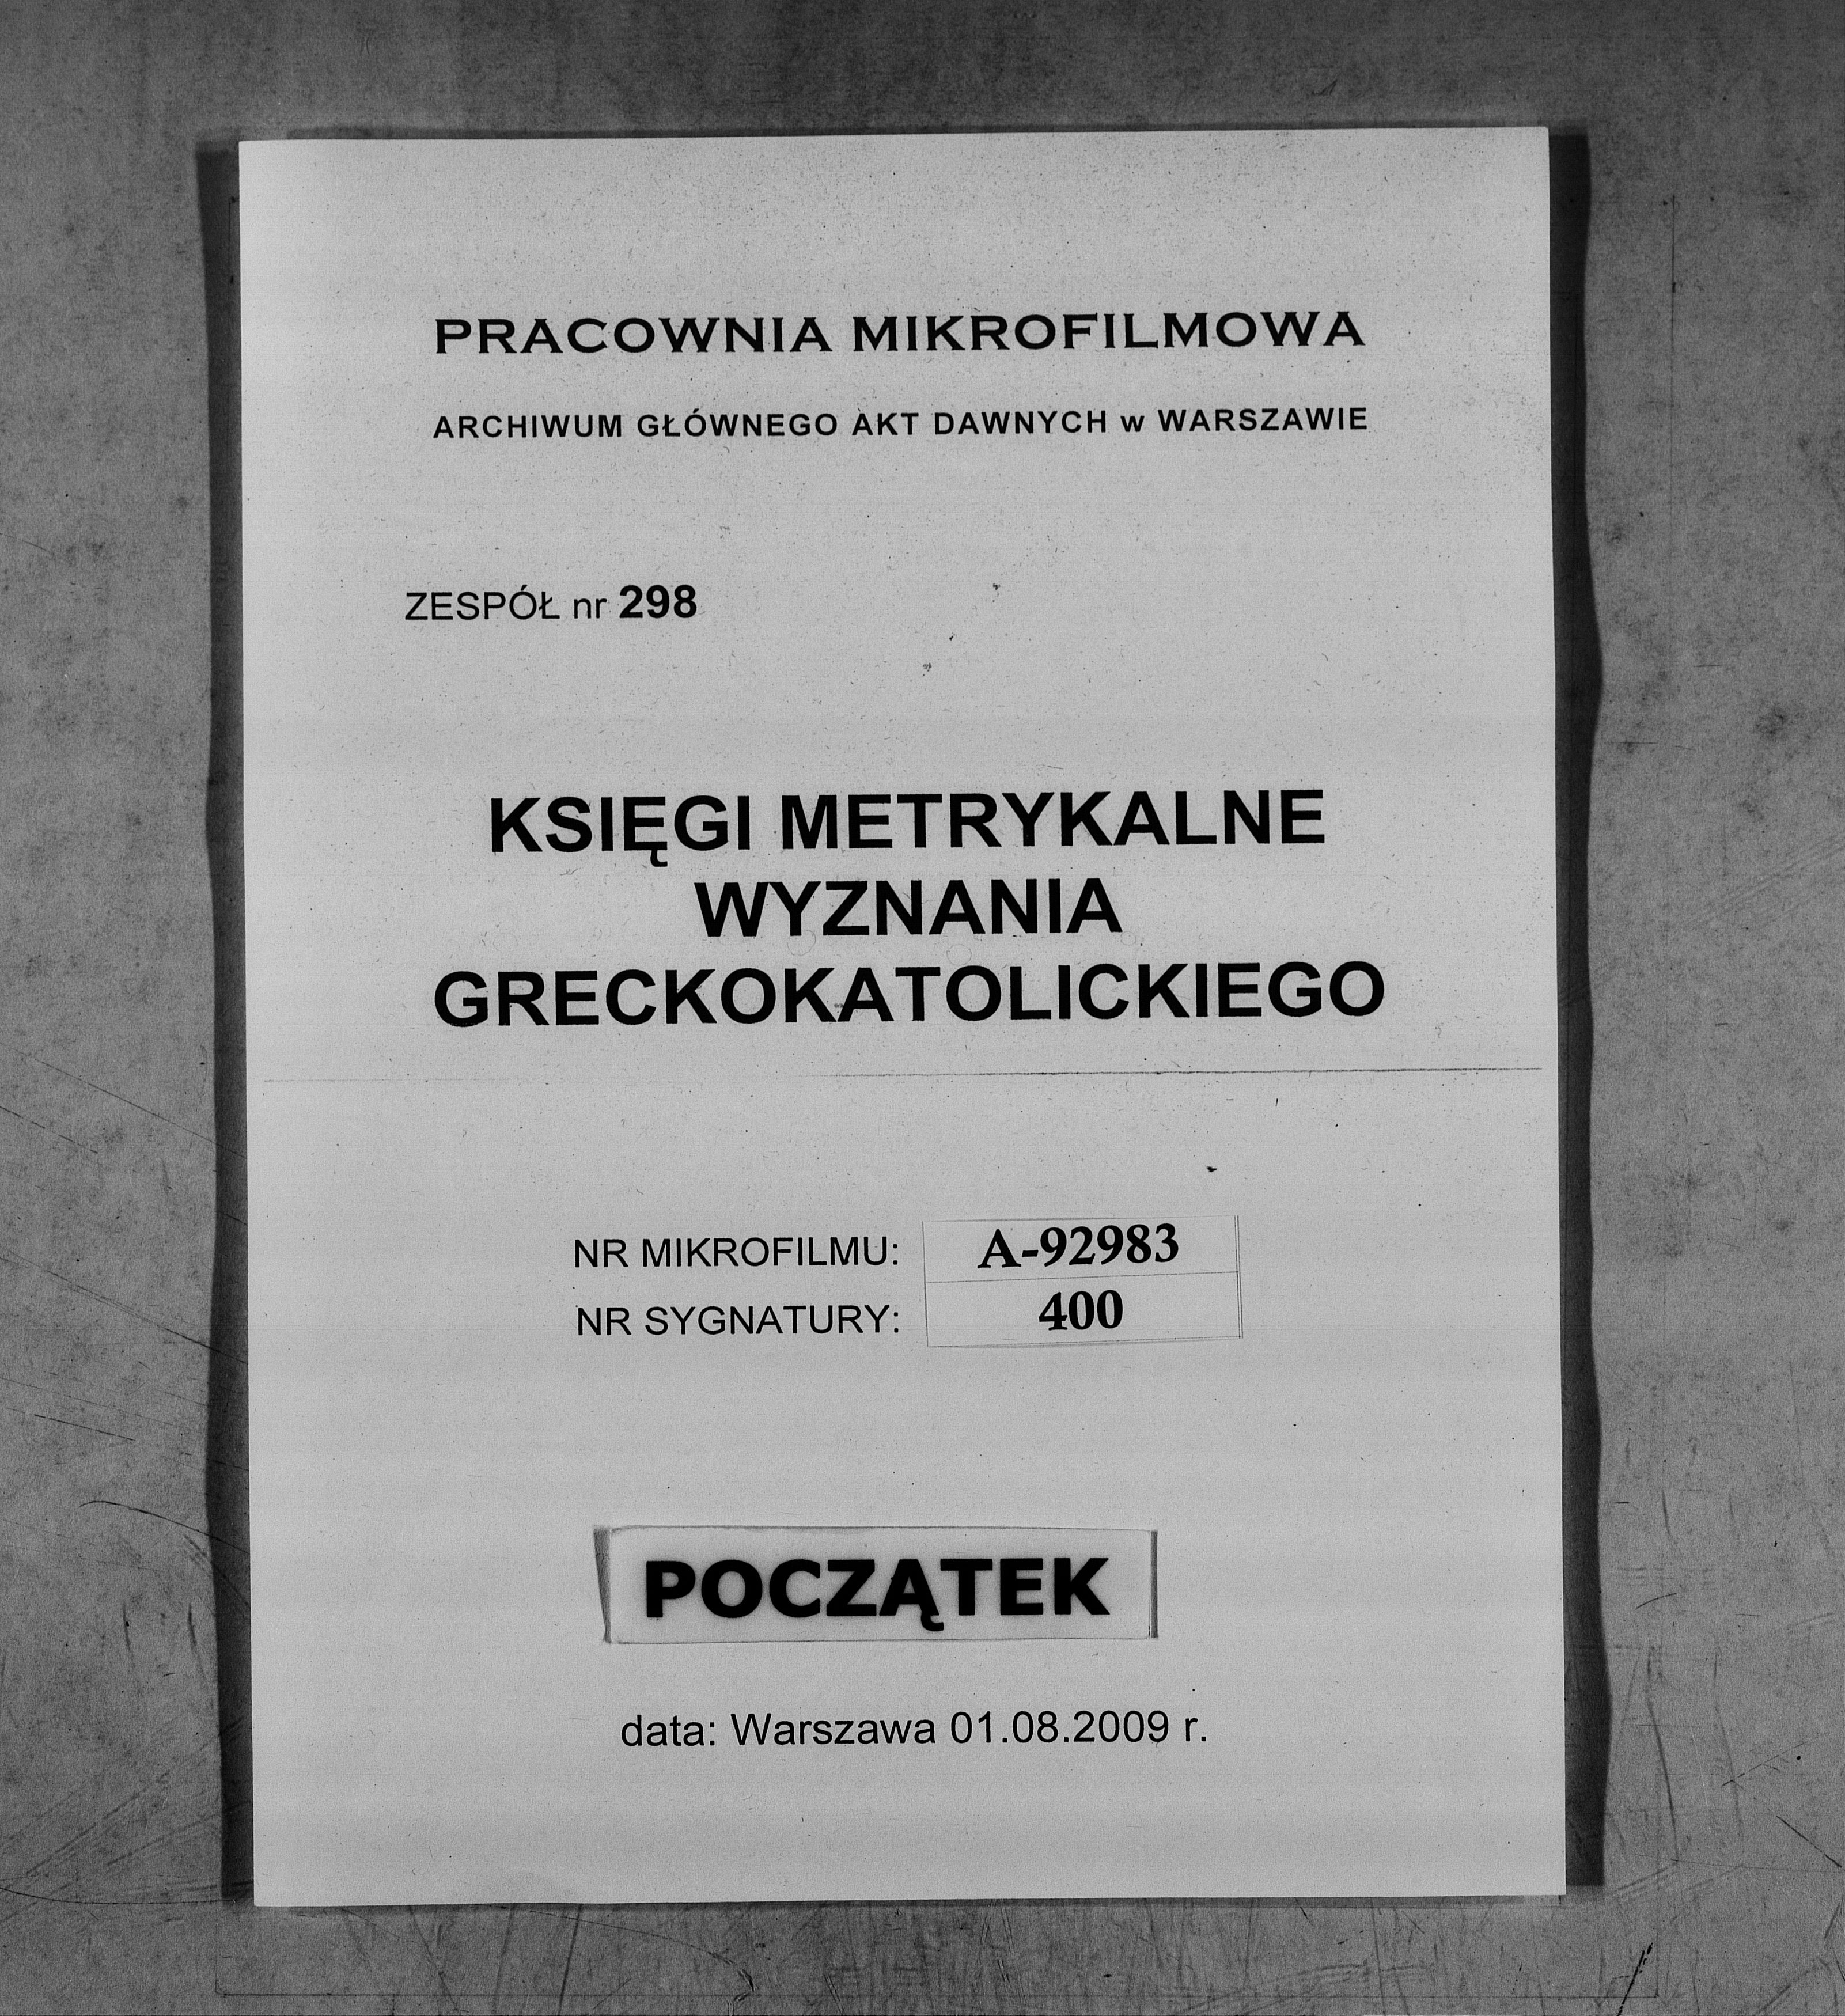 PRACOWNIA MIKROFILMOWA
ARCHIWUM GŁÓWNEGO AKT DAWNYCH w WARSZAWIE
ZESPÓŁ nr 298
KSIĘGI METRYKALNE
WYZNANIA
GRECKOKATOLICKIEGO
NR MIKROFILMU: A-92983
NR SYGNATURY: 400
POCZĄTEK
data: Warszawa 01.08.2009 r.